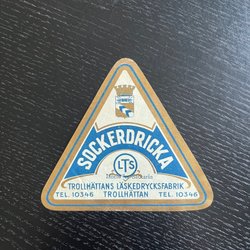 SOCKERDRICKA
LTS
TROLLHÄTTANS LÄSKEDRYCKSFABRIK
TEL. 10346 TROLLHÄTTAN TEL. 10346